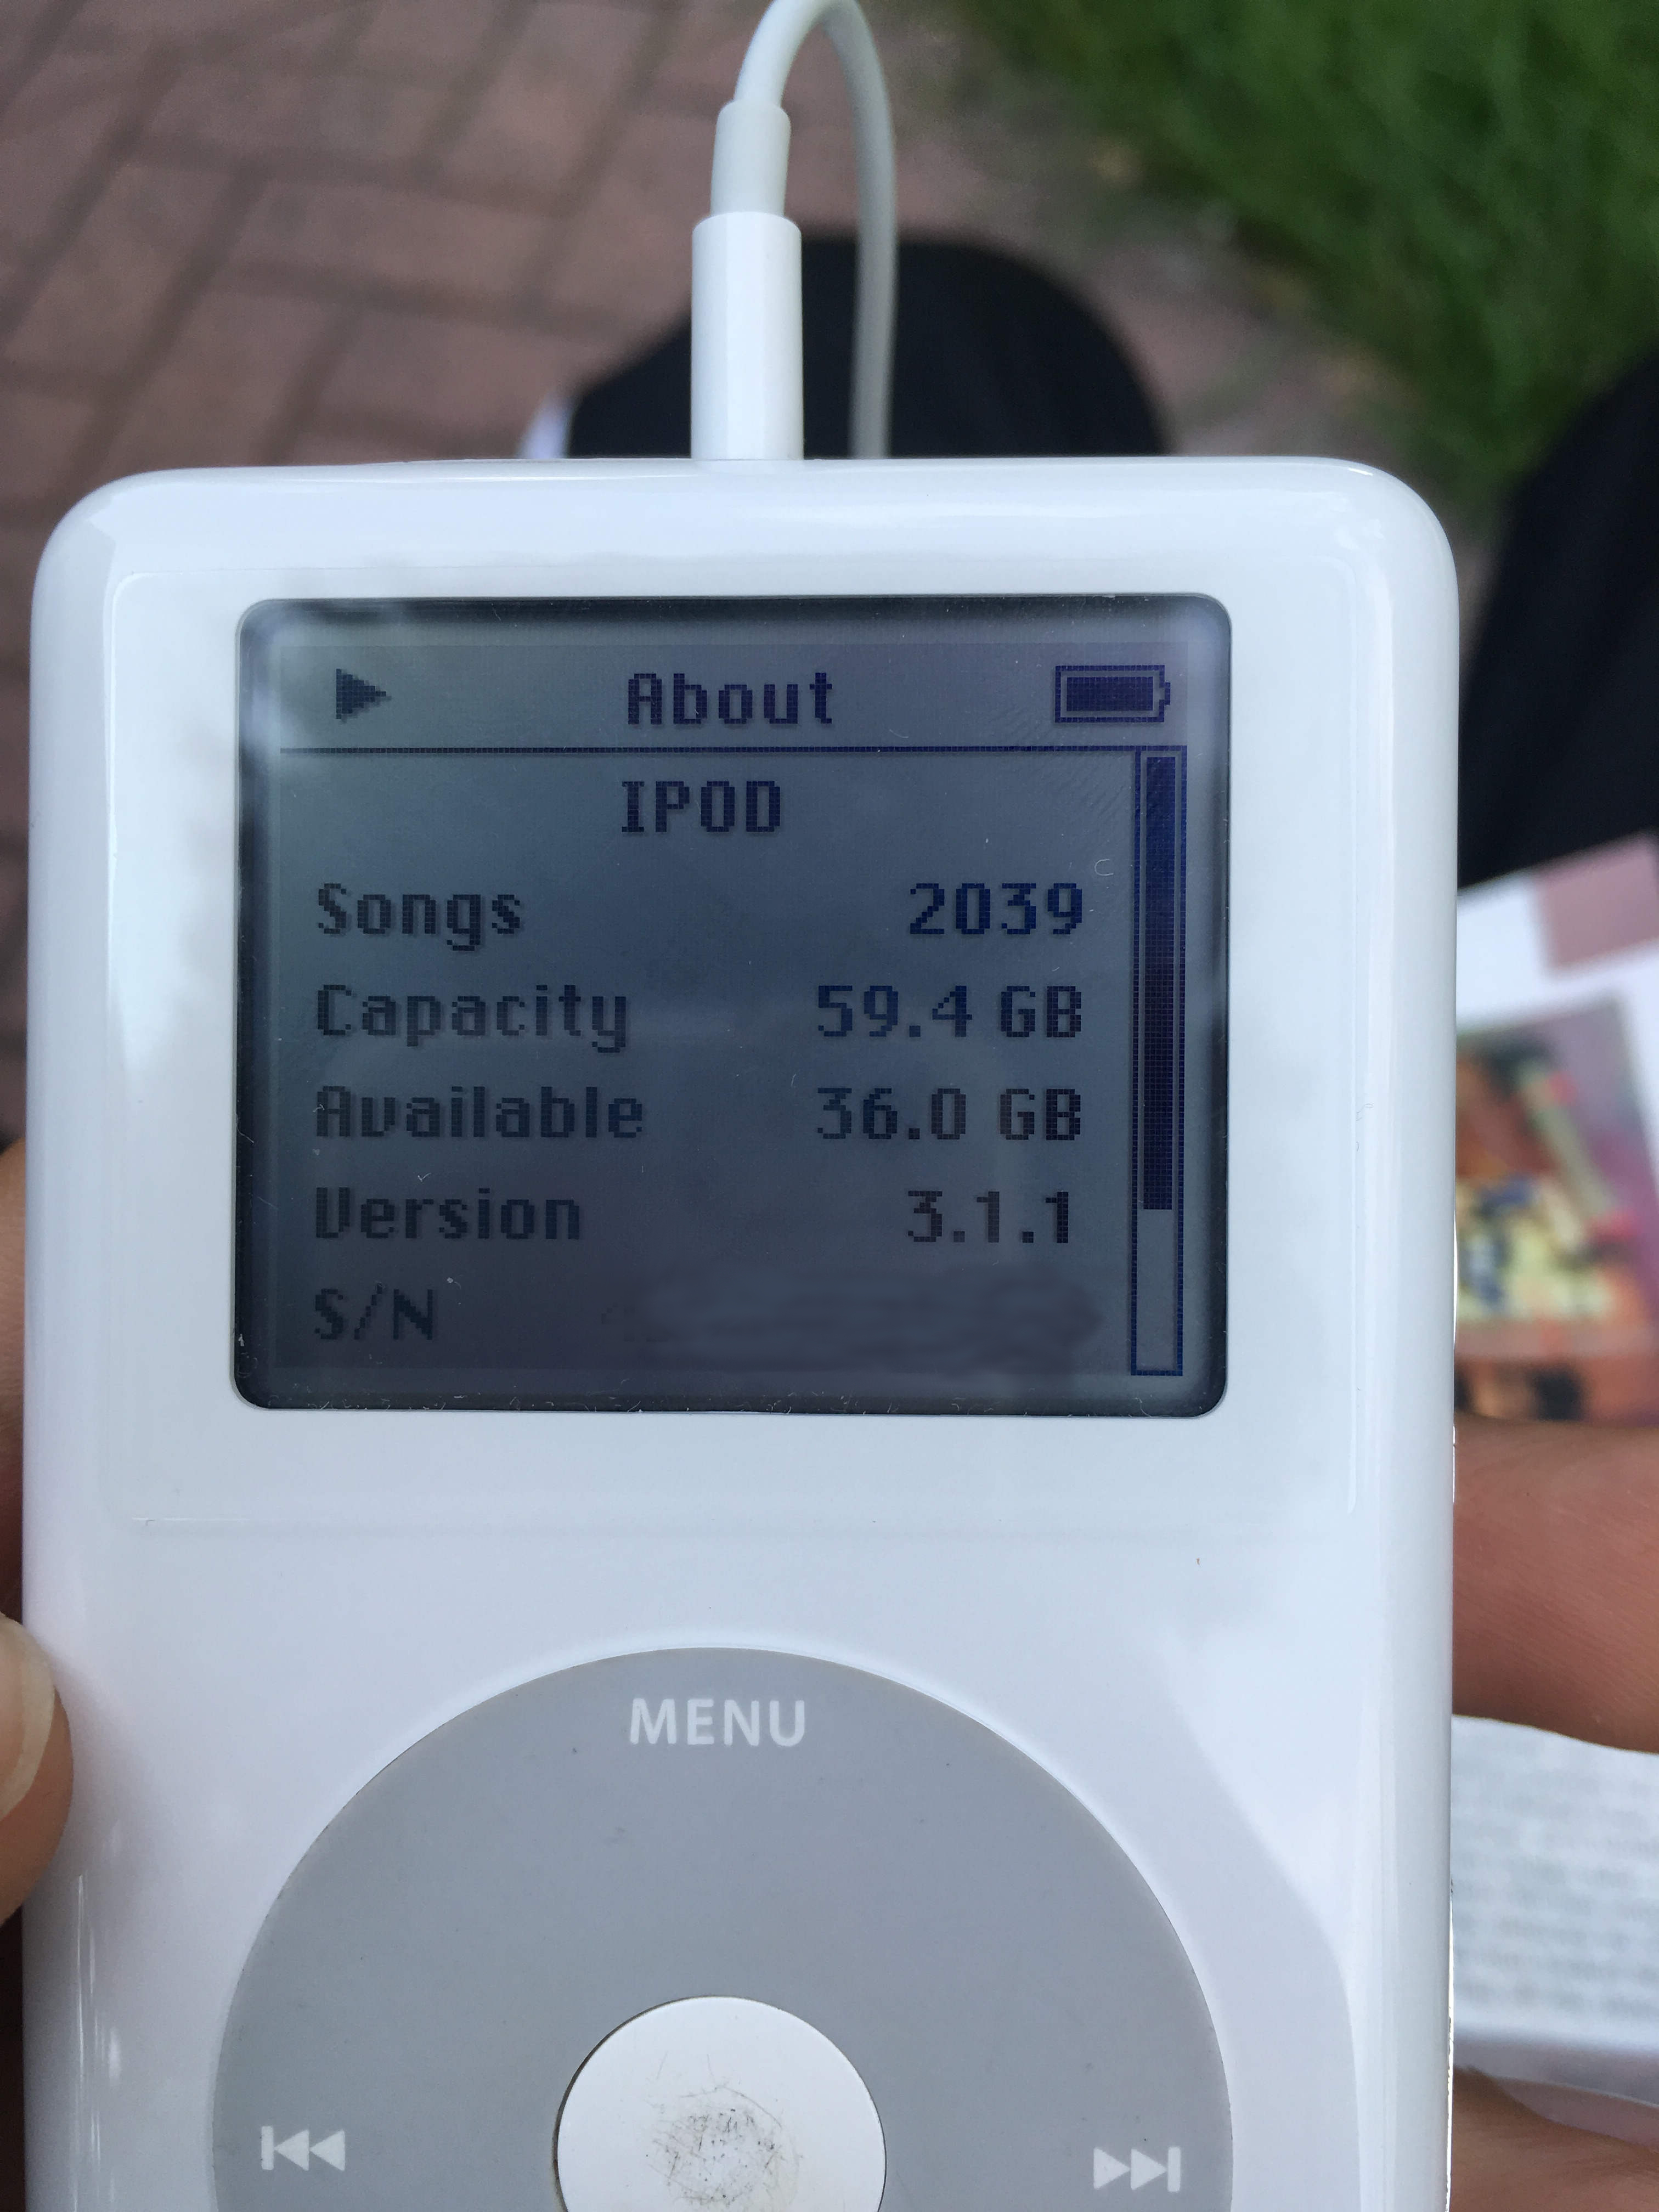 About
IPOD
Songs 2039
Capacity 59.4 GB
Available 36.0 GB
Version 3.1.1
S/N
MENU